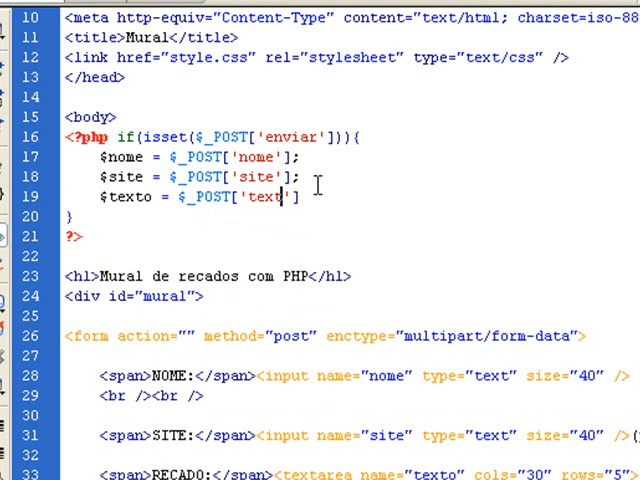 10 <meta http-equiv="Content-Type" content="text/html; charset=iso-88
11 <title>Mural</title>
12 <link href="style.css" rel="stylesheet" type="text/css" />
13 </head>
14
15 <body>
16 <?php if(isset($_POST['enviar'])){
17 $nome = $_POST['nome'];
18 $site = $_POST['site'];
19 $texto = $_POST['text']
20 }
21 ?>
22
23 <h1>Mural de recados com PHP</h1>
24 <div id="mural">
25
26 <form action="" method="post" enctype="multipart/form-data">
27
28 <span>NOME:</span><input name="nome" type="text" size="40" />
29 <br /><br />
30
31 <span>SITE:</span><input name="site" type="text" size="40" />(
32
33 <span>RECADO:</span><textarea name="texto" cols="30" rows="5"